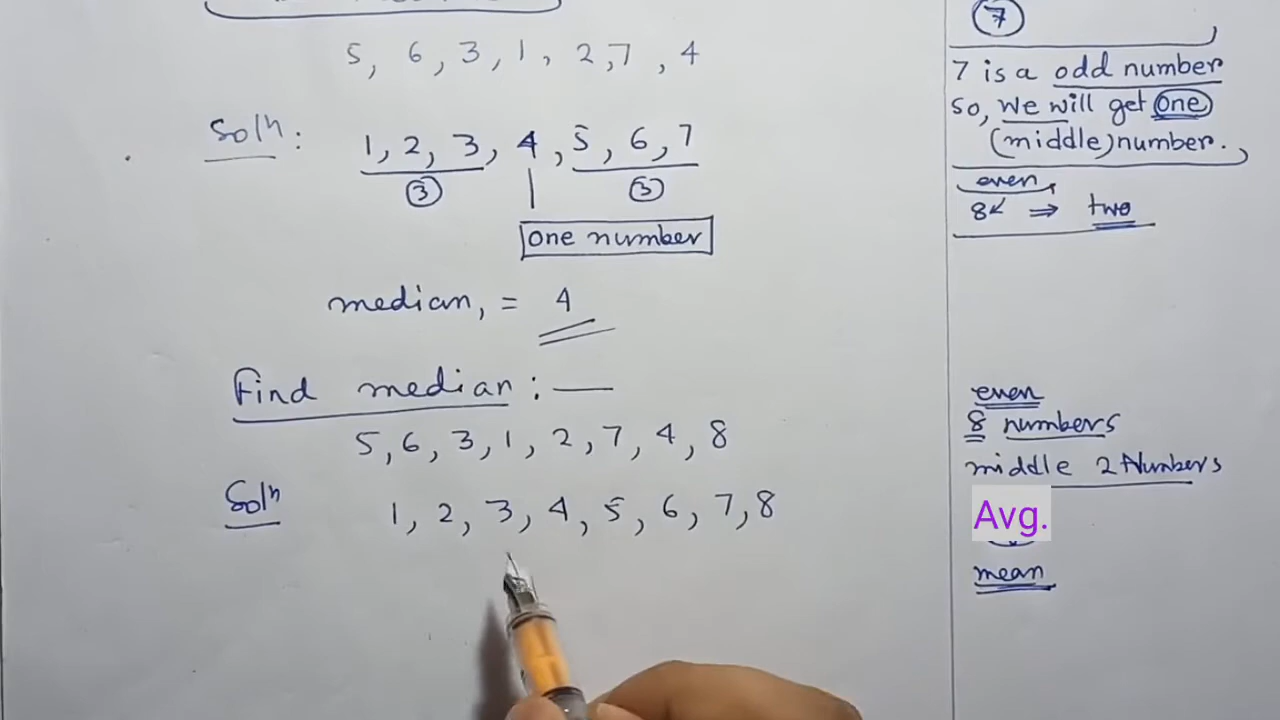 5, 6, 3, 1, 2, 7, 4
Solⁿ:
1, 2, 3, 4, 5, 6, 7
3 3
one number
median, = 4
Find median: —
5, 6, 3, 1, 2, 7, 4, 8
Solⁿ
1, 2, 3, 4, 5, 6, 7, 8
7
7 is a odd number
so, we will get one
(middle) number.
even,
8 ⇒ two
even
8 numbers
middle 2 Numbers
Avg.
mean